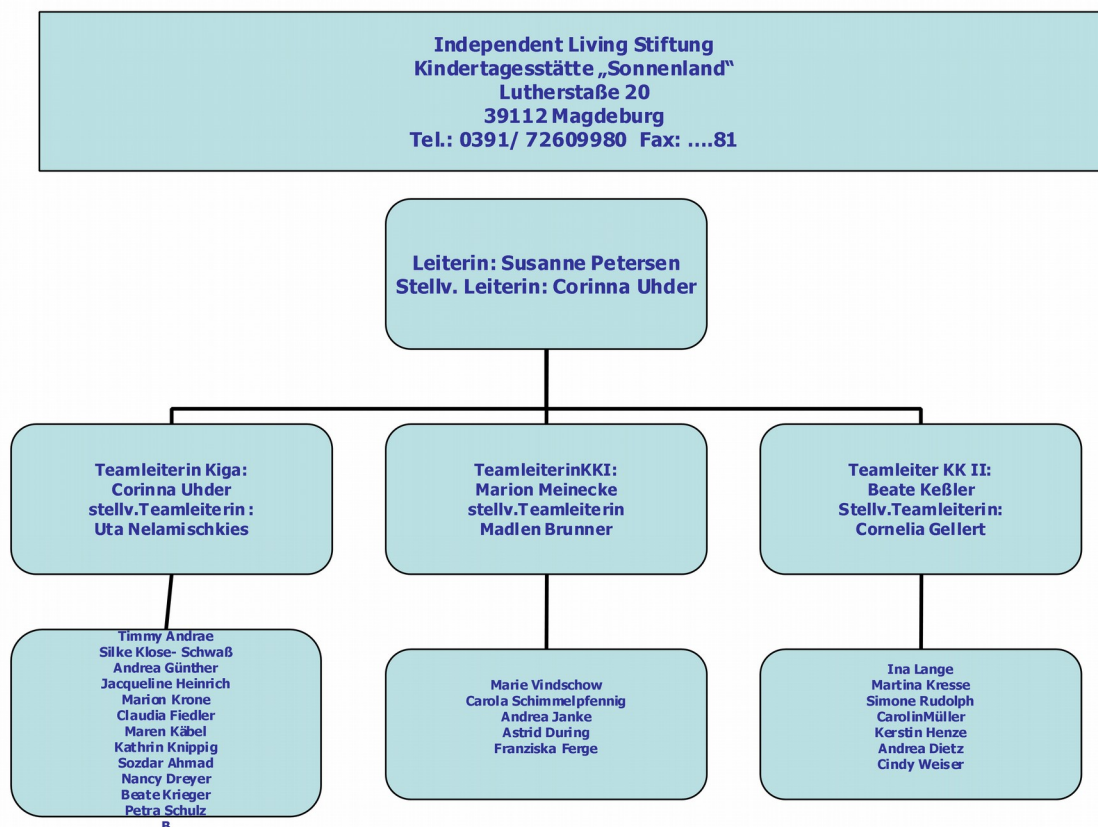 Independent Living Stiftung
Kindertagesstätte „Sonnenland“
Lutherstaße 20
39112 Magdeburg
Tel.: 0391/ 72609980 Fax: ....81
Leiterin: Susanne Petersen
Stellv. Leiterin: Corinna Uhder
Teamleiterin Kiga:
Corinna Uhder
stellv.Teamleiterin :
Uta Nelamischkies
TeamleiterinKKI:
Marion Meinecke
stellv.Teamleiterin
Madlen Brunner
Teamleiter KK II:
Beate Keßler
Stellv.Teamleiterin:
Cornelia Gellert
Timmy Andrae
Silke Klose- Schwaß
Andrea Günther
Jacqueline Heinrich
Marion Krone
Claudia Fiedler
Maren Käbel
Kathrin Knippig
Sozdar Ahmad
Nancy Dreyer
Beate Krieger
Petra Schulz
Marie Vindschow
Carola Schimmelpfennig
Andrea Janke
Astrid During
Franziska Ferge
Ina Lange
Martina Kresse
Simone Rudolph
CarolinMüller
Kerstin Henze
Andrea Dietz
Cindy Weiser